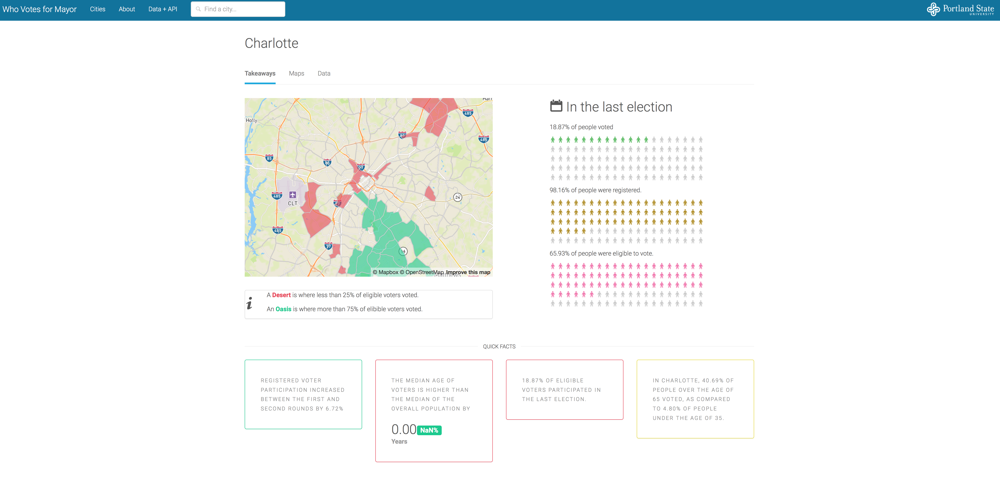 Who Votes for Mayor
Cities
About
Data + API
Find a city...
Portland State
UNIVERSITY
Charlotte
Takeaways
Maps
Data
Harr
485
Holly
85
485
85
85
77
24
485
CLT
77
485
77
16
Matthews
© Mapbox © OpenStreetMap Improve this map
A Desert is where less than 25% of eligible voters voted.
An Oasis is where more than 75% of elibible voters voted.
In the last election
18.87% of people voted
98.16% of people were registered.
65.93% of people were eligible to vote.
QUICK FACTS
REGISTERED VOTER
PARTICIPATION INCREASED
BETWEEN THE FIRST AND
SECOND ROUNDS BY 6.72%
THE MEDIAN AGE OF
VOTERS IS HIGHER THAN
THE MEDIAN OF THE
OVERALL POPULATION BY
0.00 NaN%
Years
18.87% OF ELIGIBLE
VOTERS PARTICIPATED IN
THE LAST ELECTION.
IN CHARLOTTE, 40.69% OF
PEOPLE OVER THE AGE OF
65 VOTED, AS COMPARED
TO 4.80% OF PEOPLE
UNDER THE AGE OF 35.